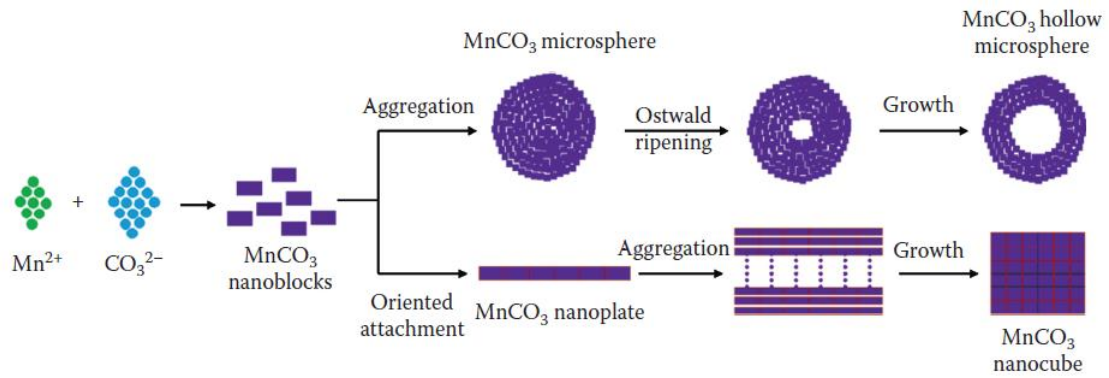 MnCO₃ hollow
microsphere
MnCO₃ microsphere
Aggregation
Ostwald
ripening
Growth
+
Mn²⁺
CO₃²⁻
MnCO₃
nanoblocks
Oriented
attachment
MnCO₃ nanoplate
Aggregation
Growth
MnCO₃
nanocube